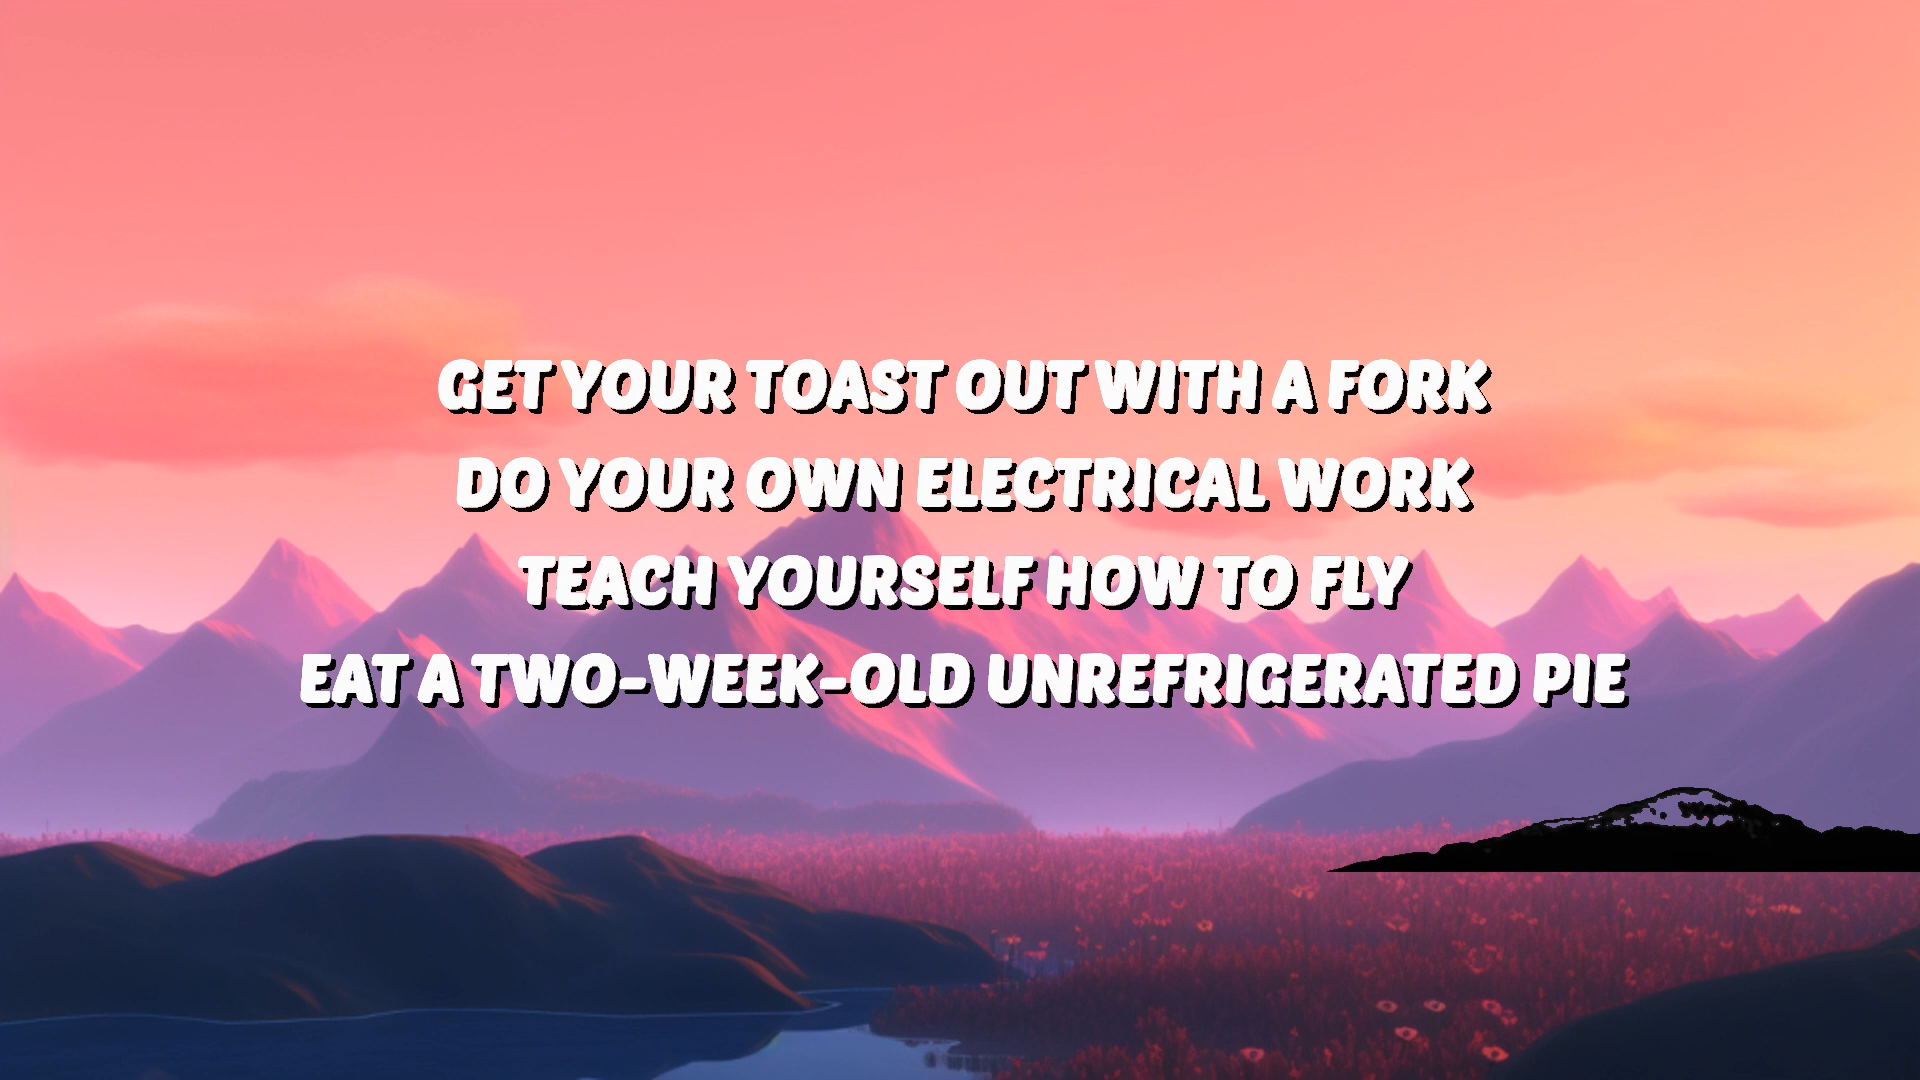 GET YOUR TOAST OUT WITH A FORK
DO YOUR OWN ELECTRICAL WORK
TEACH YOURSELF HOW TO FLY
EAT A TWO-WEEK-OLD UNREFRIGERATED PIE